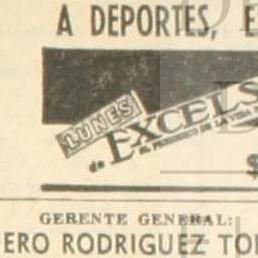 A DEPORTES, E
LUNES
de EXCELS
EL PERIODICO DE LA VIDA N
$
GERENTE GENERAL:
ERO RODRIGUEZ TO